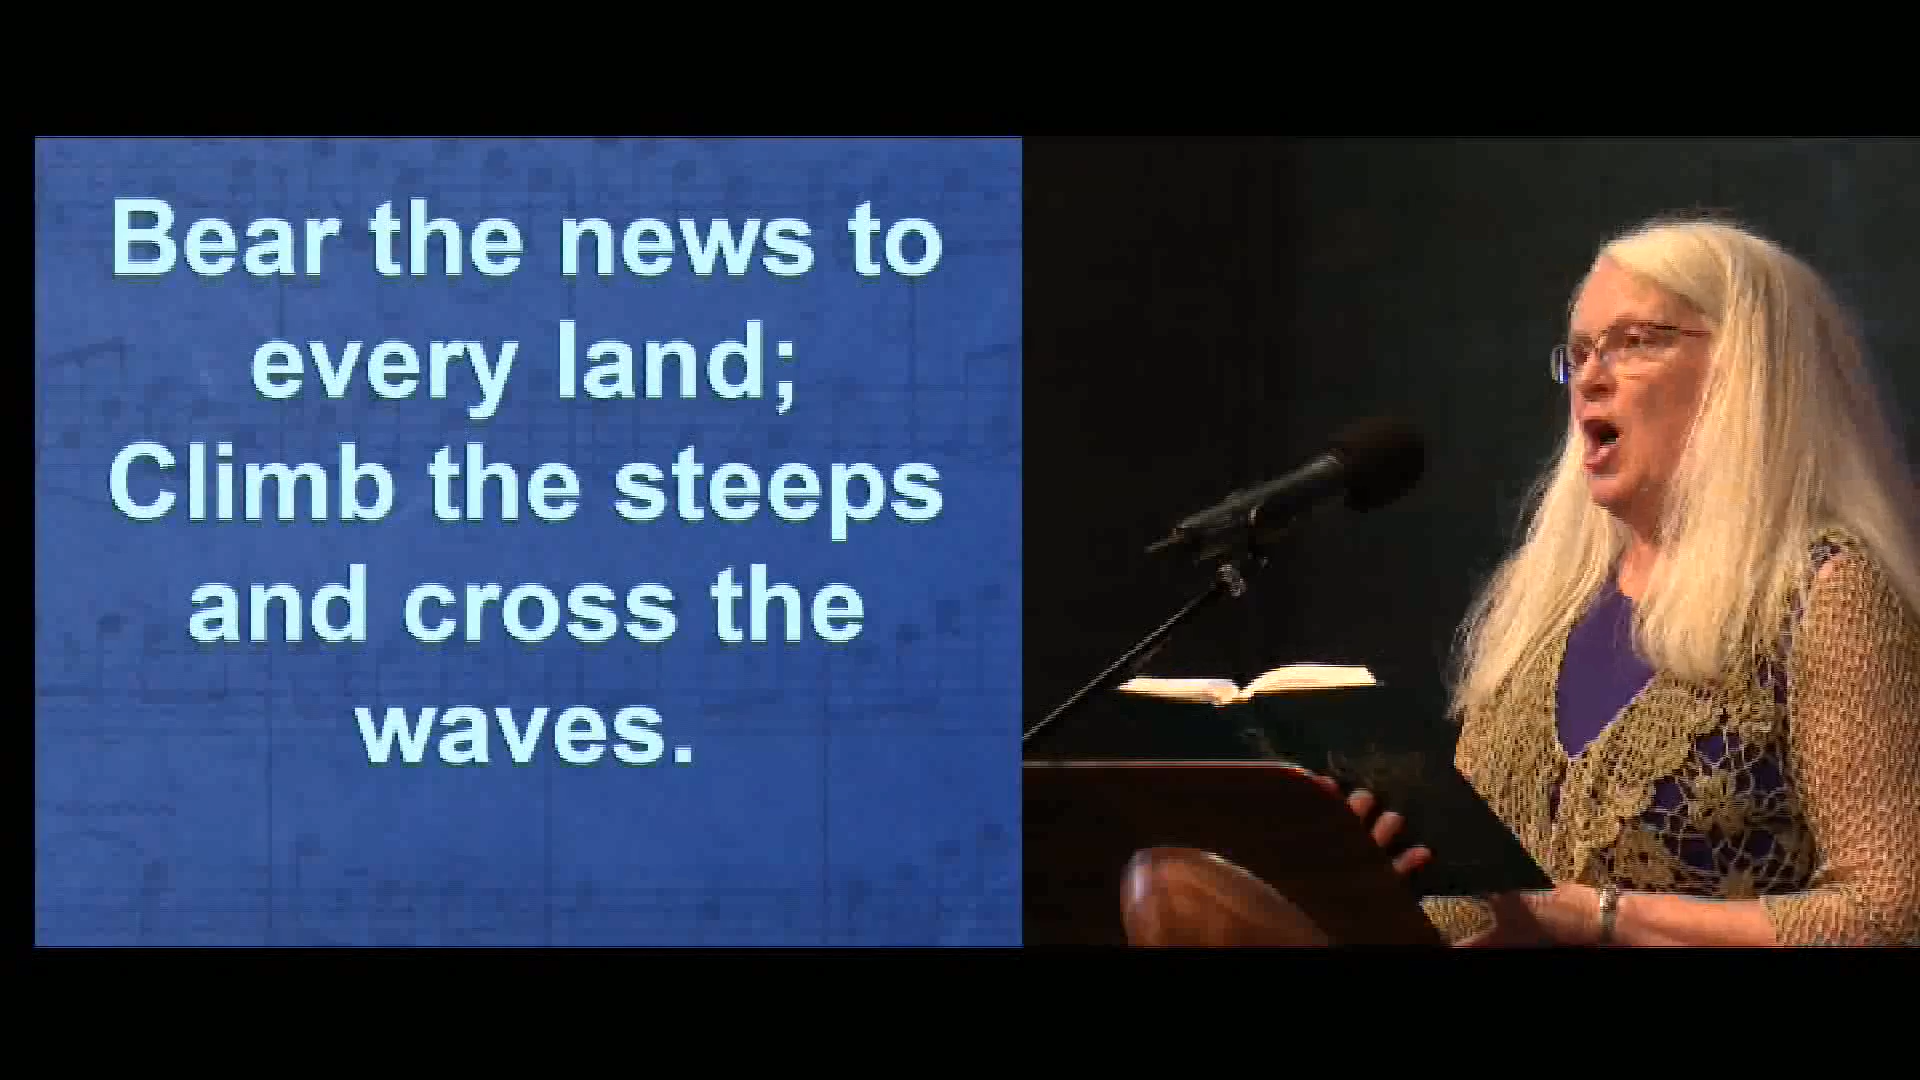 Bear the news to
every land;
Climb the steeps
and cross the
waves.